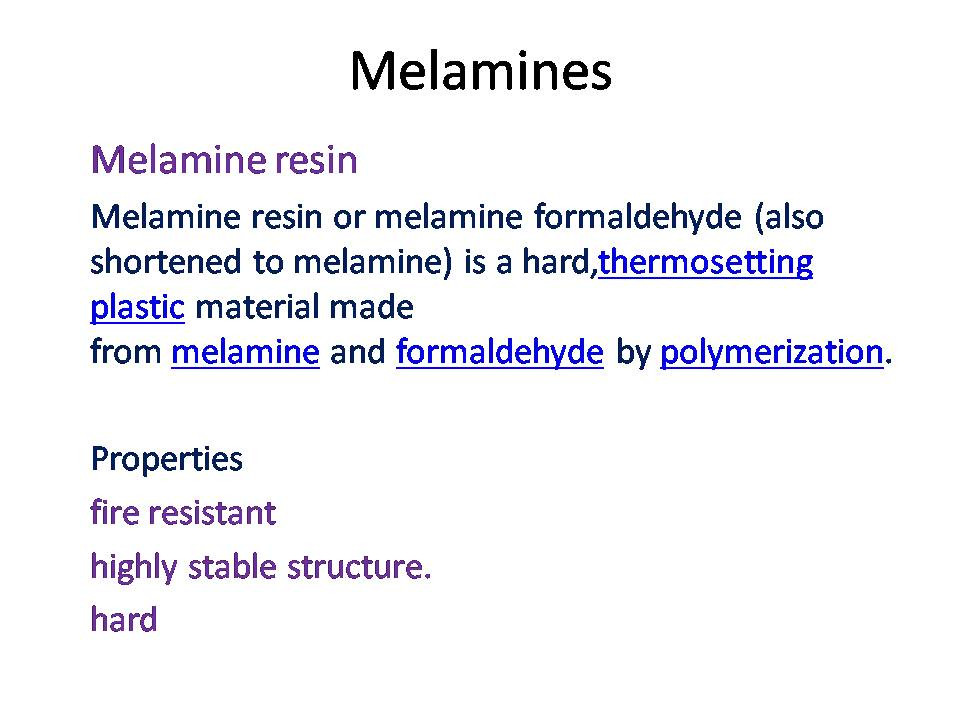 Melamines
Melamine resin
Melamine resin or melamine formaldehyde (also
shortened to melamine) is a hard,thermosetting
plastic material made
from melamine and formaldehyde by polymerization.
Properties
fire resistant
highly stable structure.
hard